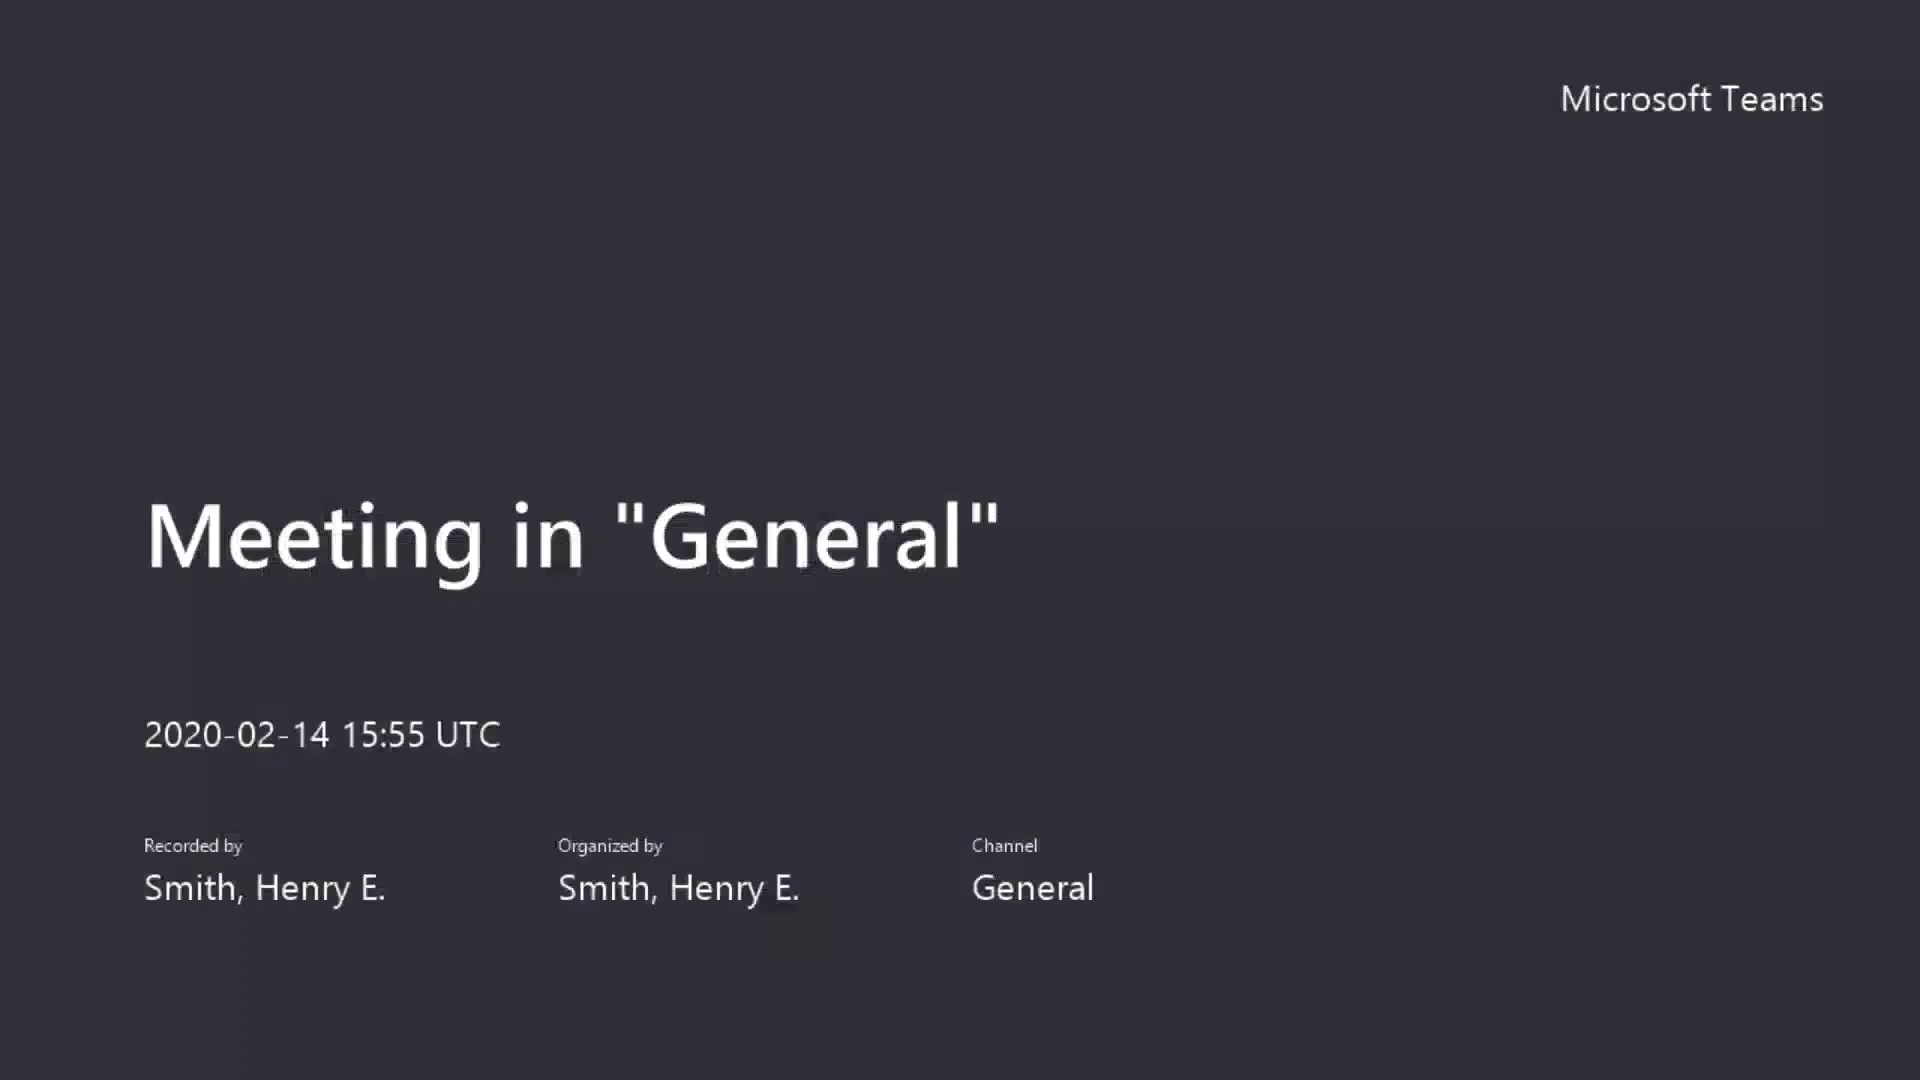 Microsoft Teams
Meeting in "General"
2020-02-14 15:55 UTC
Recorded by
Smith, Henry E.
Organized by
Smith, Henry E.
Channel
General